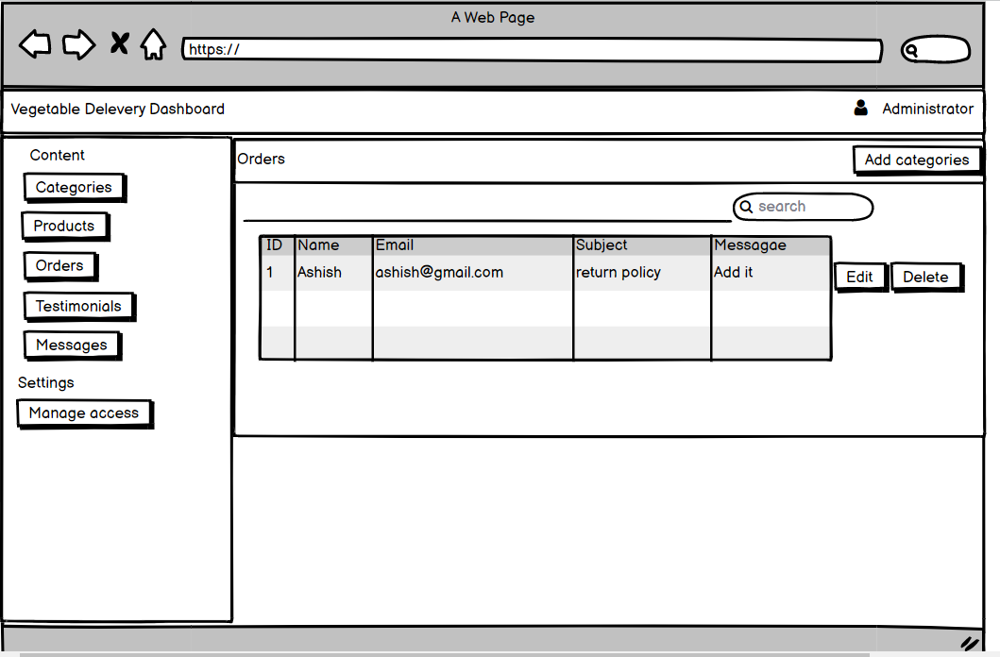 A Web Page
https://
Vegetable Delevery Dashboard
Administrator
Content
Categories
Products
Orders
Testimonials
Messages
Settings
Manage access
Orders
Add categories
search
ID Name Email Subject Messagae
1 Ashish ashish@gmail.com return policy Add it
Edit Delete